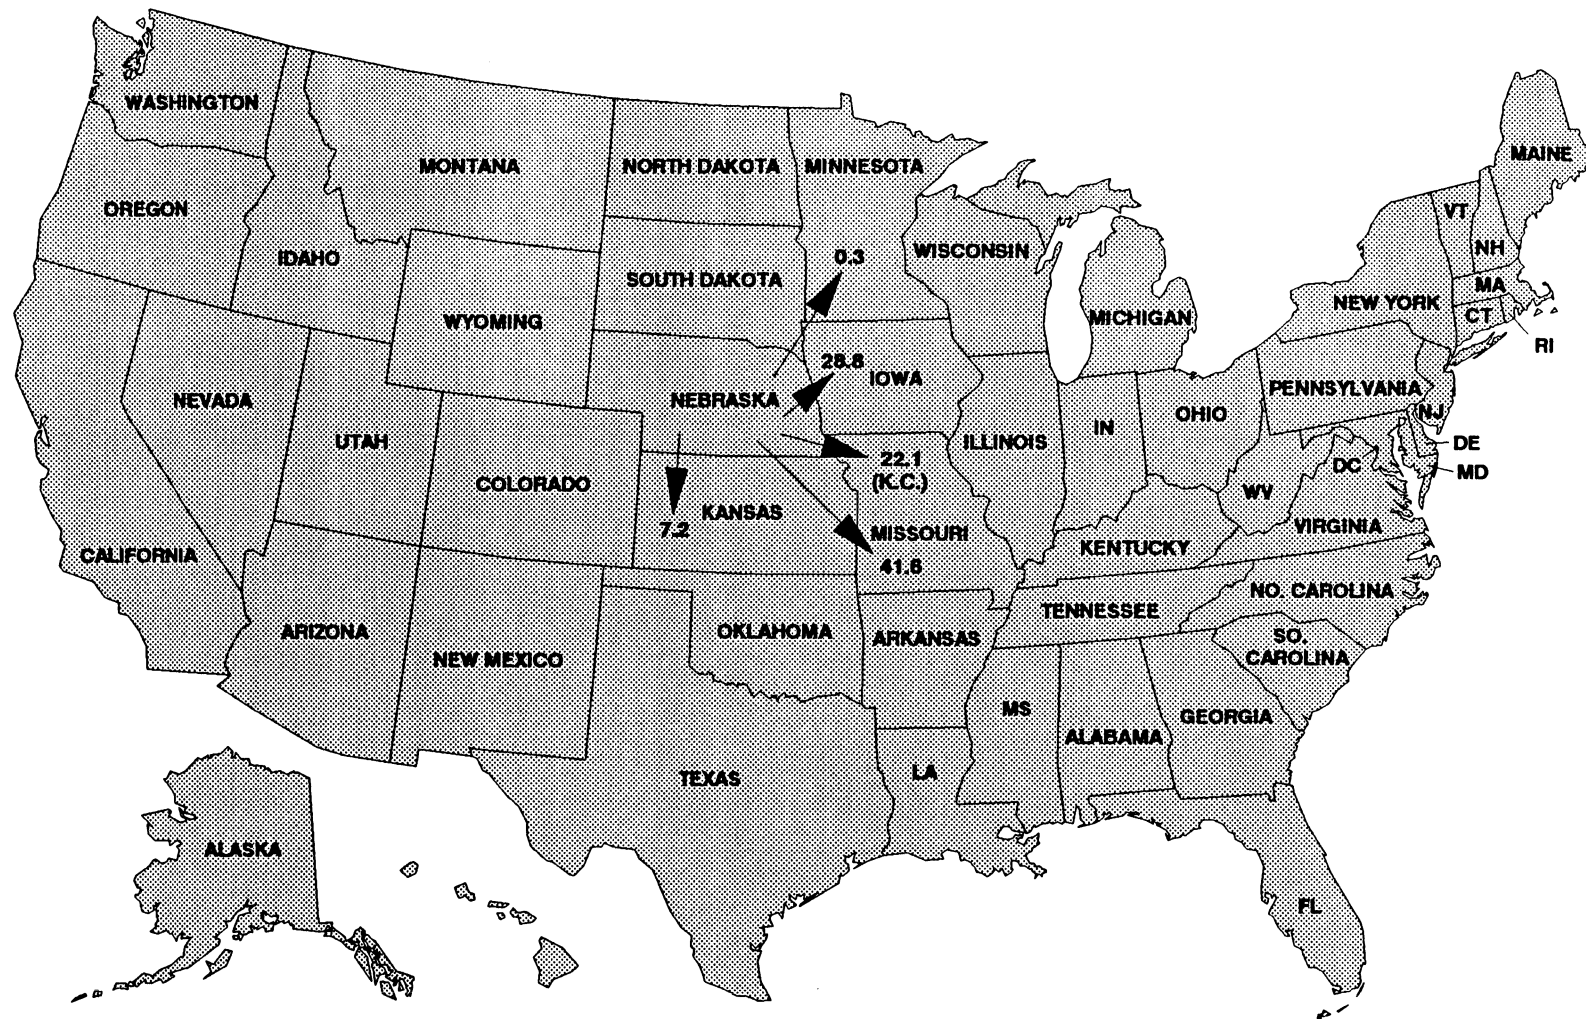 WASHINGTON
MONTANA
NORTH DAKOTA
MINNESOTA
MAINE
OREGON
VT
IDAHO
0.3
WISCONSIN
NH
SOUTH DAKOTA
MA
NEW YORK
WYOMING
MICHIGAN
CT
RI
28.8
IOWA
NEVADA
NEBRASKA
PENNSYLVANIA
NJ
OHIO
UTAH
ILLINOIS
IN
DE
22.1
(K.C.)
DC
MD
COLORADO
WV
KANSAS
7.2
MISSOURI
VIRGINIA
CALIFORNIA
KENTUCKY
41.6
NO. CAROLINA
TENNESSEE
ARIZONA
OKLAHOMA
ARKANSAS
SO.
CAROLINA
NEW MEXICO
MS
GEORGIA
ALABAMA
TEXAS
LA
ALASKA
FL